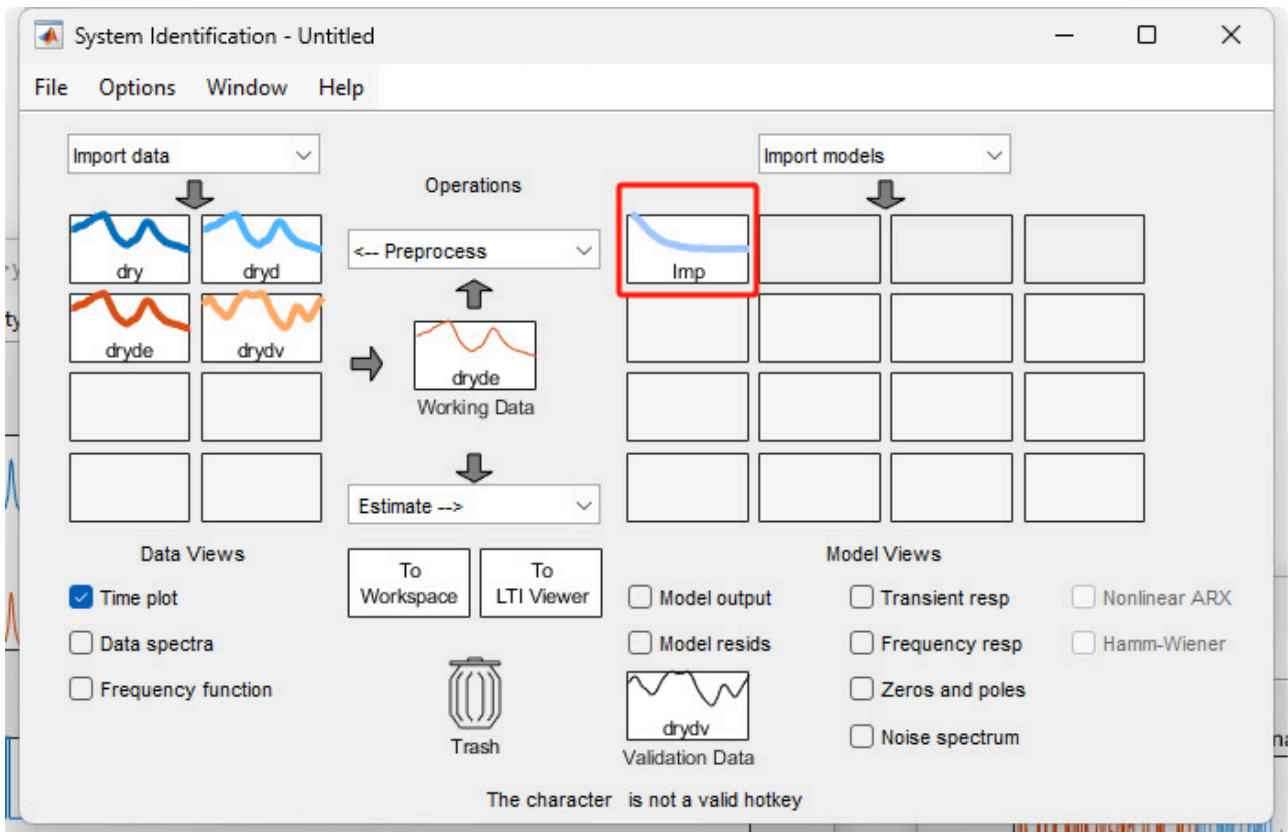 System Identification - Untitled
File Options Window Help
Import data
Import models
Operations
dry dryd
<-- Preprocess
Imp
dryde drydv
dryde
Working Data
Estimate -->
Data Views
Model Views
To Workspace
To LTI Viewer
Time plot
Model output
Transient resp
Nonlinear ARX
Data spectra
Model resids
Frequency resp
Hamm-Wiener
Frequency function
Zeros and poles
drydv
Noise spectrum
Trash
Validation Data
The character is not a valid hotkey